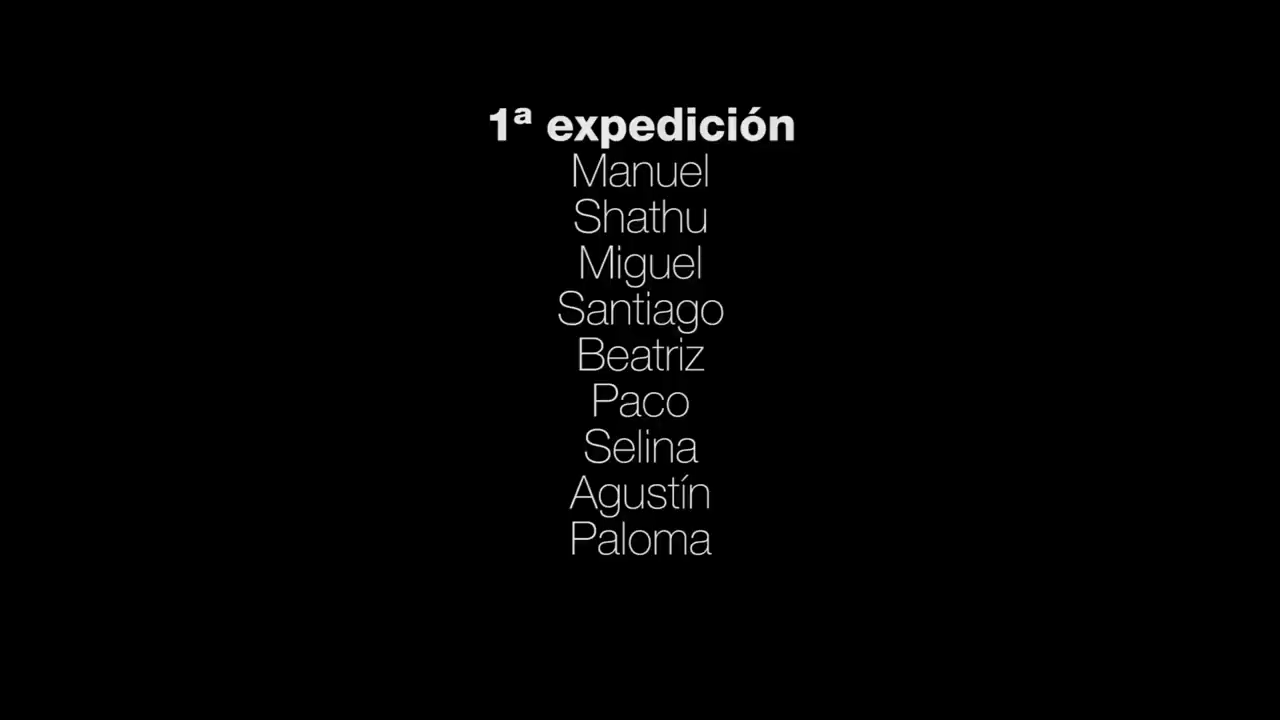 1ª expedición
Manuel
Shathu
Miguel
Santiago
Beatriz
Paco
Selina
Agustín
Paloma